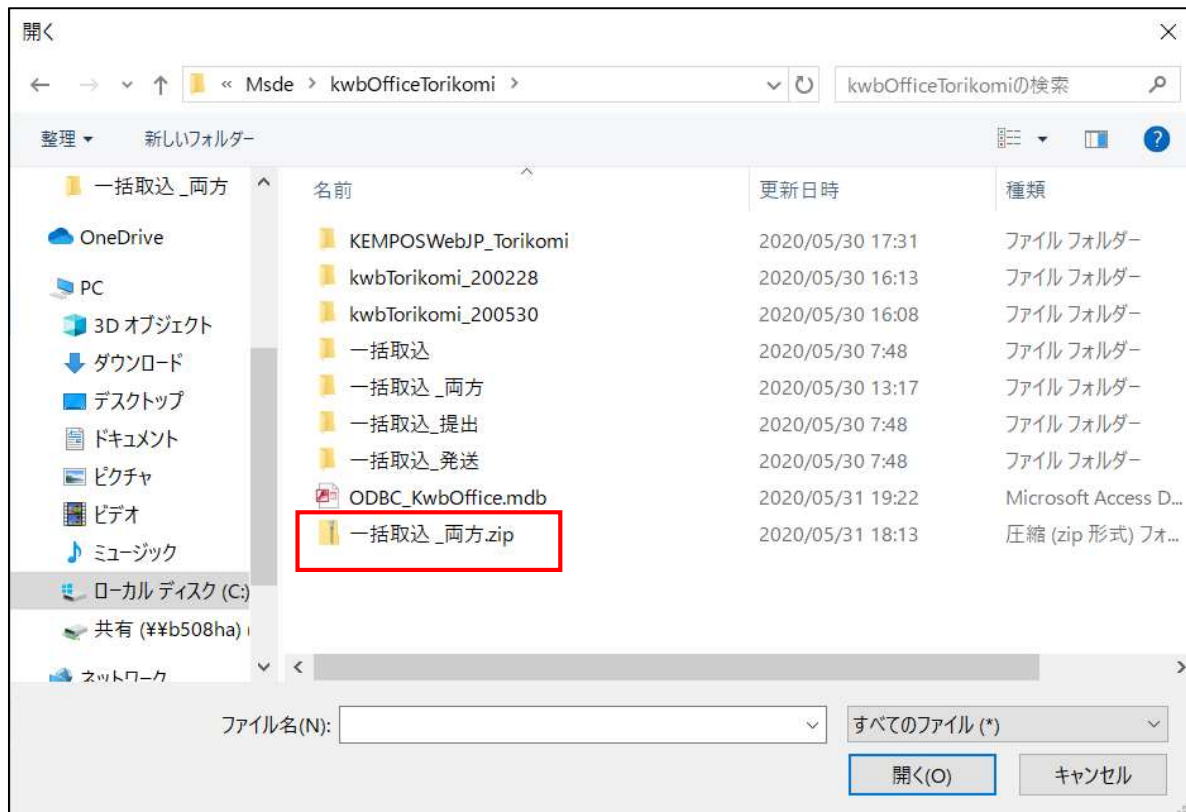 開く
« Msde > kwbOfficeTorikomi >
kwbOfficeTorikomiの検索
整理
新しいフォルダー
一括取込 _両方
OneDrive
PC
3D オブジェクト
ダウンロード
デスクトップ
ドキュメント
ピクチャ
ビデオ
ミュージック
ローカル ディスク (C:)
共有 (¥¥b508ha) (
ネットワーク
名前 更新日時 種類
KEMPOSWebJP_Torikomi 2020/05/30 17:31 ファイル フォルダー
kwbTorikomi_200228 2020/05/30 16:13 ファイル フォルダー
kwbTorikomi_200530 2020/05/30 16:08 ファイル フォルダー
一括取込 2020/05/30 7:48 ファイル フォルダー
一括取込 _両方 2020/05/30 13:17 ファイル フォルダー
一括取込_提出 2020/05/30 7:48 ファイル フォルダー
一括取込_発送 2020/05/30 7:48 ファイル フォルダー
ODBC_KwbOffice.mdb 2020/05/31 19:22 Microsoft Access D...
一括取込 _両方.zip 2020/05/31 18:13 圧縮 (zip 形式) フォ...
ファイル名(N):
すべてのファイル (*)
開く(O)
キャンセル